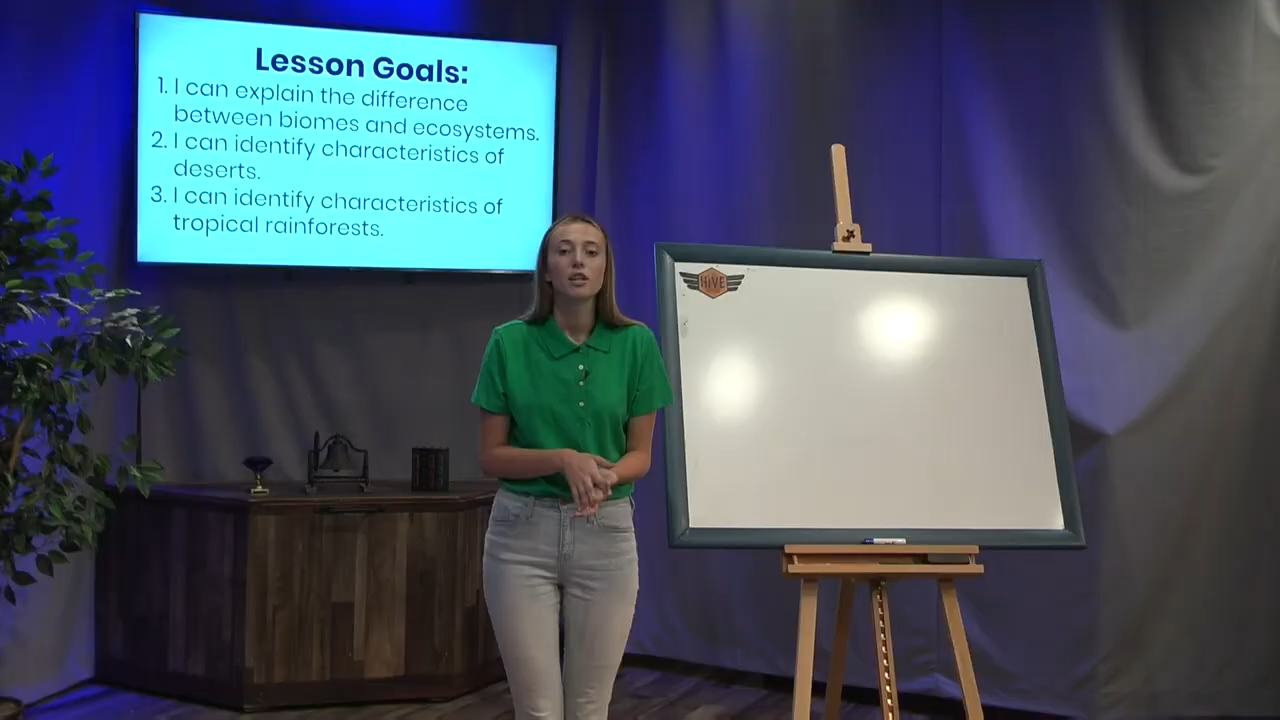 Lesson Goals:
1. I can explain the difference
between biomes and ecosystems.
2. I can identify characteristics of
deserts.
3. I can identify characteristics of
tropical rainforests.
HIVE